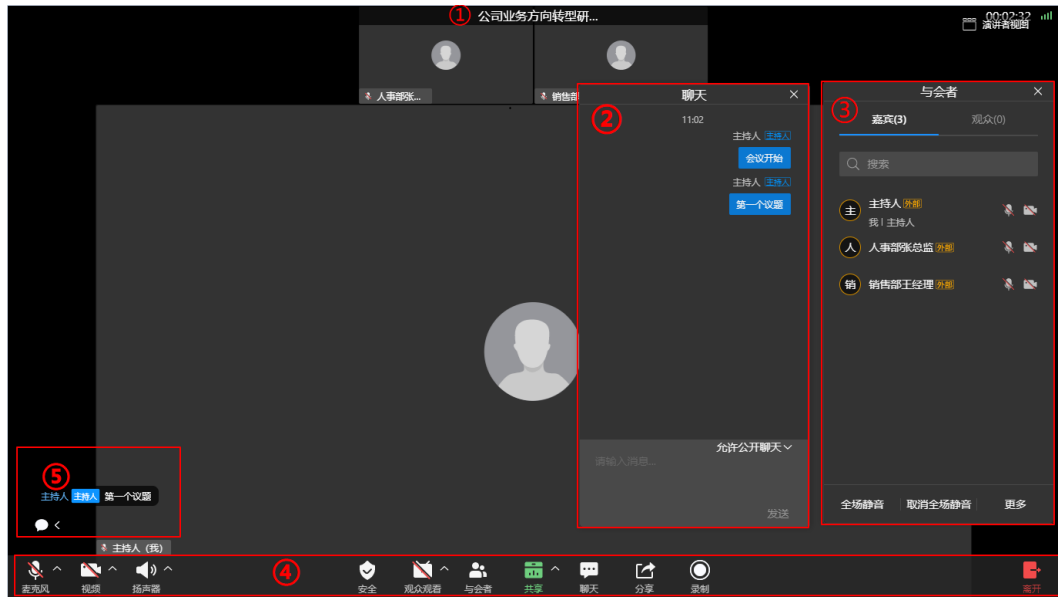 ① 公司业务方向转型研...
00:02:32
演讲者视图
人事部张...
销售部
② 聊天
11:02
主持人 主持人
会议开始
主持人 主持人
第一个议题
允许公开聊天
请输入消息...
发送
与会者
③ 嘉宾(3) 观众(0)
搜索
主 主持人 外部
我 | 主持人
人 人事部张总监 外部
销 销售部王经理 外部
全场静音 取消全场静音 更多
⑤
主持人 主持人 第一个议题
主持人 (我)
④
麦克风 视频 扬声器 安全 观众观看 与会者 共享 聊天 分享 录制 离开